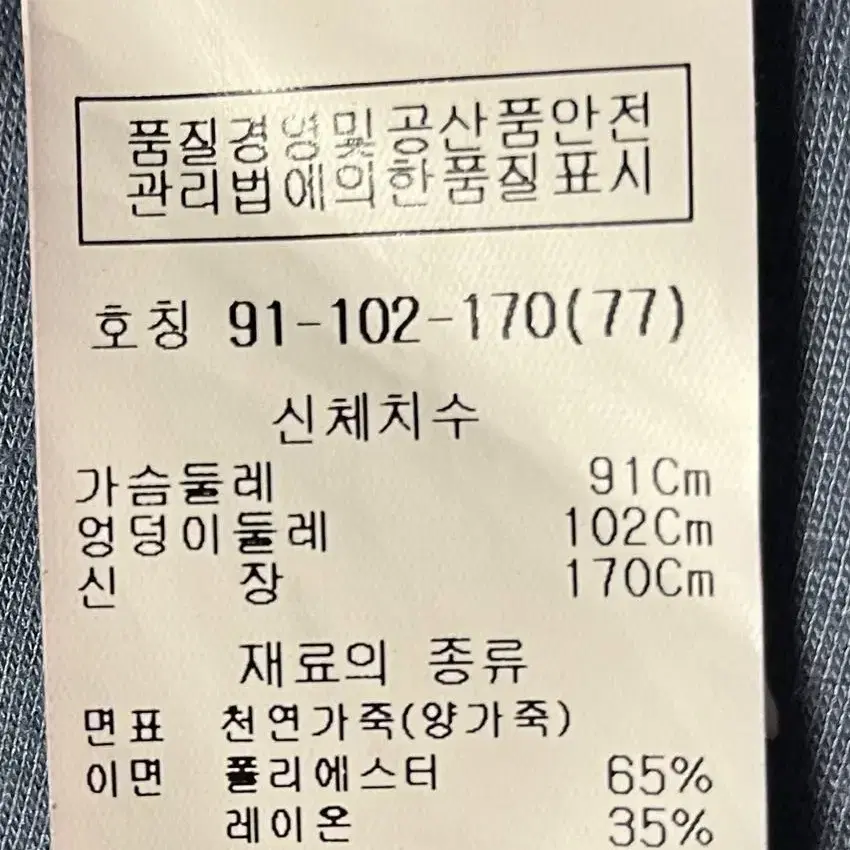 품질경영및공산품안전
관리법에의한품질표시
호칭 91-102-170(77)
신체치수
가슴둘레 91Cm
엉덩이둘레 102Cm
신 장 170Cm
재료의 종류
면표 천연가죽(양가죽)
이면 폴리에스터 65%
레이온 35%